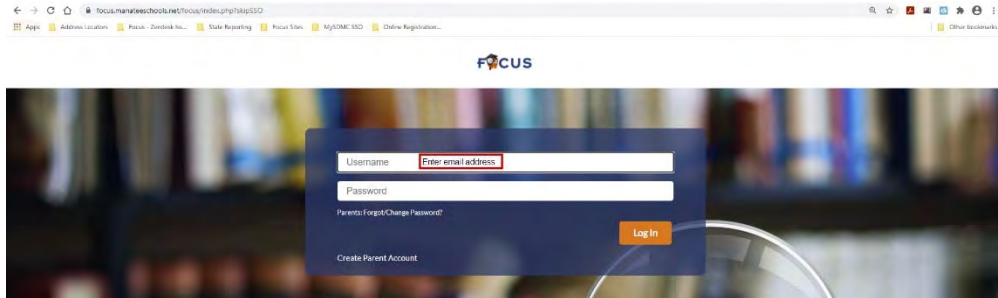 focus.manateeschools.net/focus/index.php?skipSSO
Apps Address Locators Focus - Zendesk ho... State Reporting Focus Sites MySDMC SSO Online Registration... Other bookmarks
FOCUS
Username Enter email address
Password
Parents: Forgot/Change Password?
Log In
Create Parent Account